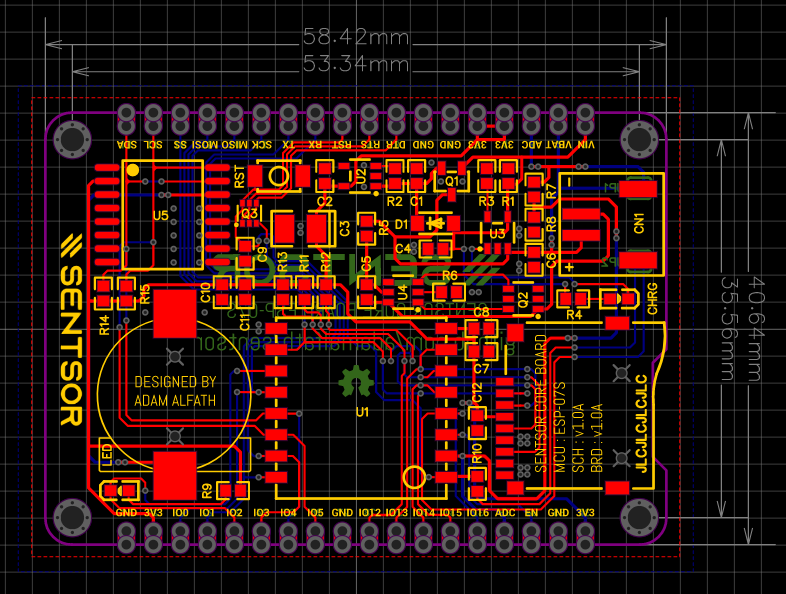 58.42mm
53.34mm
SDA SCL SS MOSI MISO SCK TX RX RST RTS DTR GND GND 3V3 3V3 ADC VBAT VIN
RST
U2
C2
R2
C1
Q1
R3
R1
R7
P1
CN1
U5
Q3
C3
R5
D1
C4
U3
R8
C6
C9
SENTSOR
R13
R11
R12
C5
U4
R6
Q2
R4
CHRG
P2
R14
R15
C10
C11
C8
C7
C12
R10
SENTSOR
DESIGNED BY
ADAM ALFATH
U1
SENTSOR CORE BOARD
MCU : ESP-07S
SCH : v1.0A
BRD : v1.0A
JLCJLCJLCJLC
LED
R9
GND 3V3 IO0 IO1 IO2 IO3 IO4 IO5 GND IO12 IO13 IO14 IO15 IO16 ADC EN GND 3V3
35.56mm
40.64mm